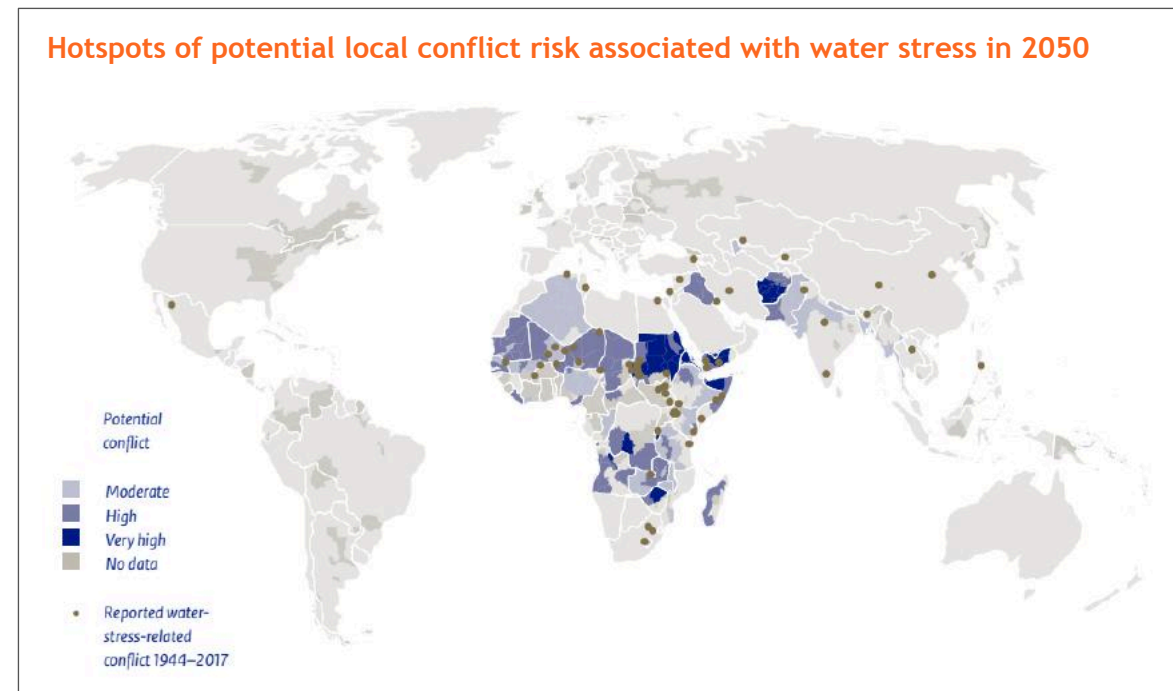 Hotspots of potential local conflict risk associated with water stress in 2050
Potential
conflict
Moderate
High
Very high
No data
Reported water-
stress-related
conflict 1944–2017